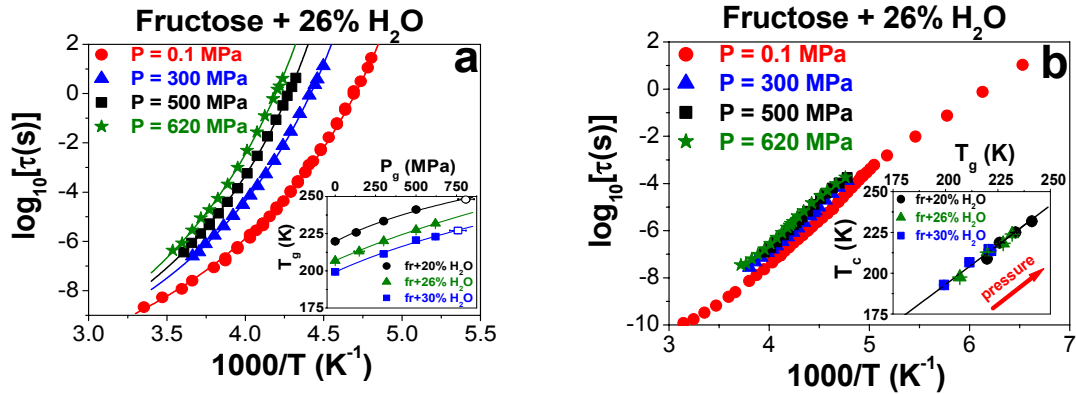 Fructose + 26% H2O
a
P = 0.1 MPa
P = 300 MPa
P = 500 MPa
P = 620 MPa
log10[τ(s)]
2
0
-2
-4
-6
-8
3.0 3.5 4.0 4.5 5.0 5.5
1000/T (K-1)
Pg (MPa)
0 300 600 900
Tg (K)
250
225
200
175
fr+20% H2O
fr+26% H2O
fr+30% H2O
Fructose + 26% H2O
b
P = 0.1 MPa
P = 300 MPa
P = 500 MPa
P = 620 MPa
log10[τ(s)]
2
0
-2
-4
-6
-8
-10
3 4 5 6 7
1000/T (K-1)
Tg (K)
175 200 225 250
Tc (K)
250
225
200
175
fr+20% H2O
fr+26% H2O
fr+30% H2O
pressure